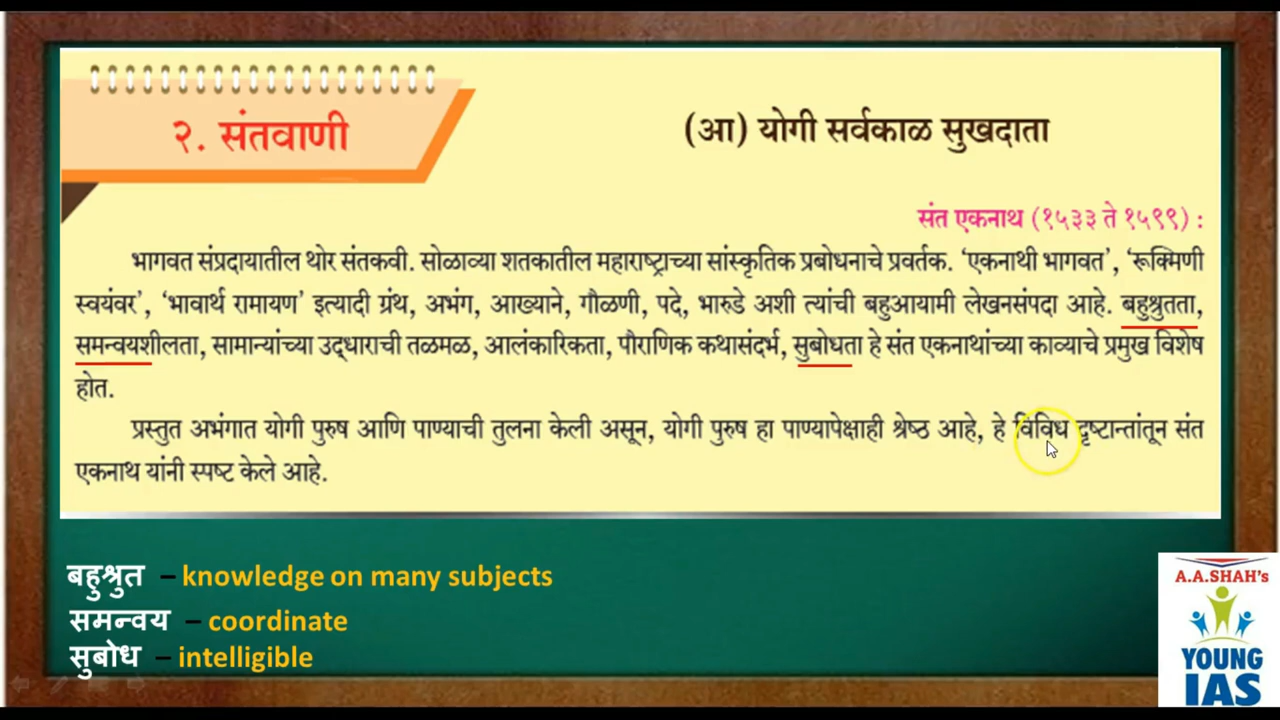 २. संतवाणी
(आ) योगी सर्वकाळ सुखदाता
संत एकनाथ (१५३३ ते १५९९) :
भागवत संप्रदायातील थोर संतकवी. सोळाव्या शतकातील महाराष्ट्राच्या सांस्कृतिक प्रबोधनाचे प्रवर्तक. ‘एकनाथी भागवत’, ‘रूक्मिणी
स्वयंवर’, ‘भावार्थ रामायण’ इत्यादी ग्रंथ, अभंग, आख्याने, गौळणी, पदे, भारुडे अशी त्यांची बहुआयामी लेखनसंपदा आहे. बहुश्रुतता,
समन्वयशीलता, सामान्यांच्या उद्धाराची तळमळ, आलंकारिकता, पौराणिक कथासंदर्भ, सुबोधता हे संत एकनाथांच्या काव्याचे प्रमुख विशेष
होत.
प्रस्तुत अभंगात योगी पुरुष आणि पाण्याची तुलना केली असून, योगी पुरुष हा पाण्यापेक्षाही श्रेष्ठ आहे, हे विविध दृष्टान्तांतून संत
एकनाथ यांनी स्पष्ट केले आहे.
बहुश्रुत – knowledge on many subjects
समन्वय – coordinate
सुबोध – intelligible
A.A.SHAH's
YOUNG
IAS